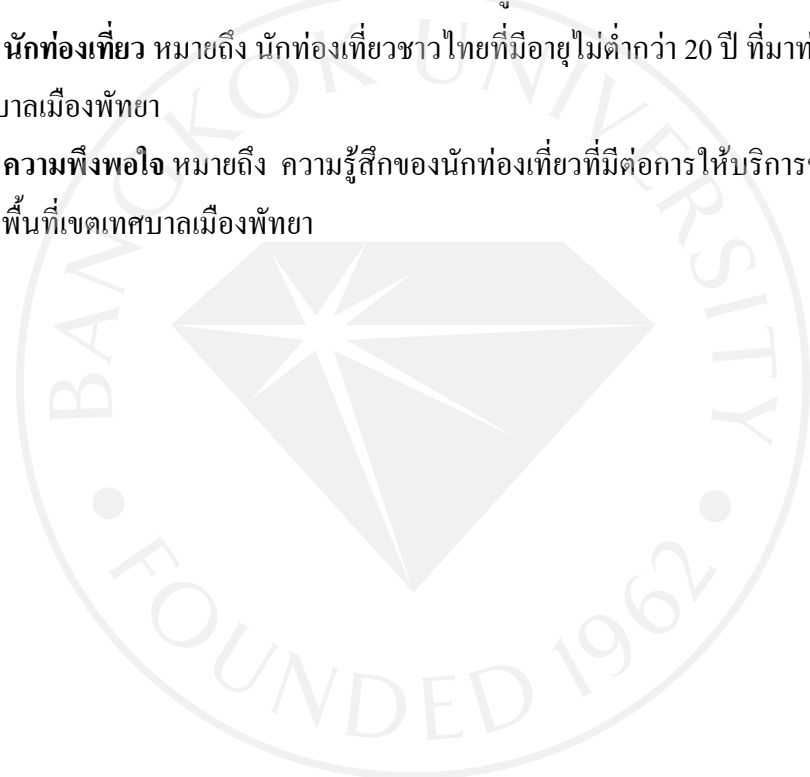 นักท่องเที่ยว หมายถึง นักท่องเที่ยวชาวไทยที่มีอายุไม่ต่ำกว่า 20 ปี ที่มาท่
บาลเมืองพัทยา
ความพึงพอใจ หมายถึง ความรู้สึกของนักท่องเที่ยวที่มีต่อการให้บริการ
พื้นที่เขตเทศบาลเมืองพัทยา
BANGKOK UNIVERSITY
FOUNDED 1962